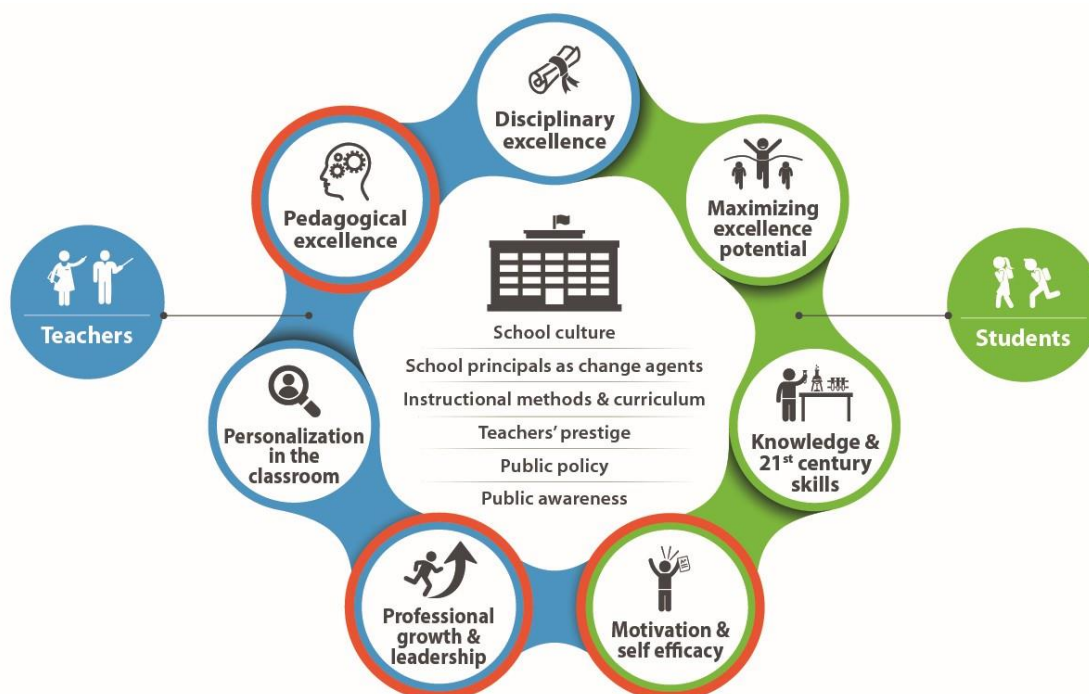 Disciplinary
excellence
Pedagogical
excellence
Maximizing
excellence
potential
Teachers
Students
School culture
School principals as change agents
Instructional methods & curriculum
Teachers' prestige
Public policy
Public awareness
Personalization
in the
classroom
Knowledge &
21st century
skills
Professional
growth &
leadership
Motivation &
self efficacy